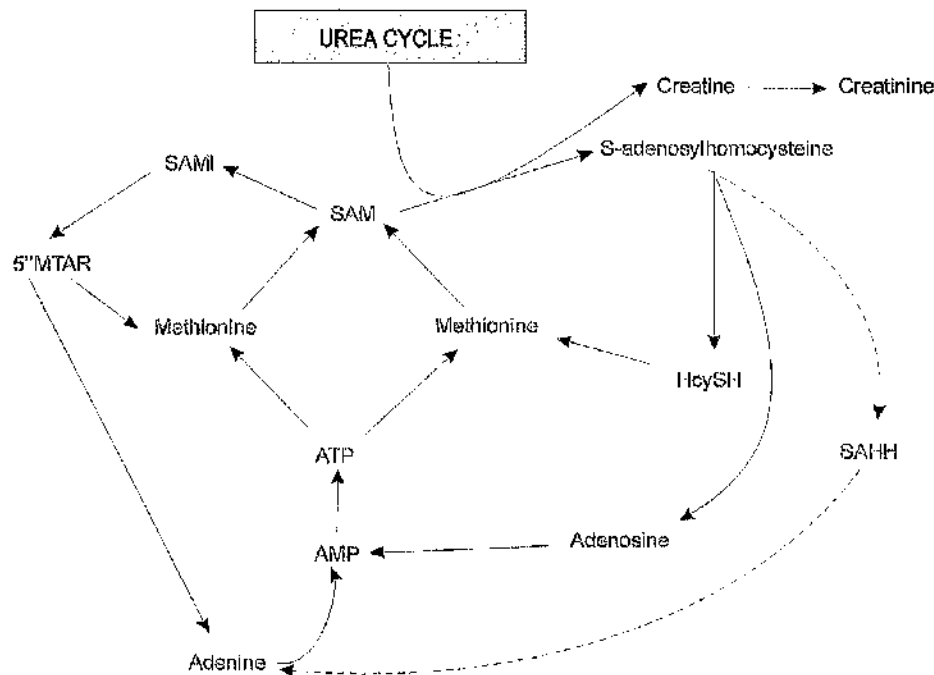 UREA CYCLE
Creatine
Creatinine
S-adenosylhomocysteine
SAMI
SAM
5"MTAR
Methionine
Methionine
HcySH
ATP
SAHH
AMP
Adenosine
Adenine